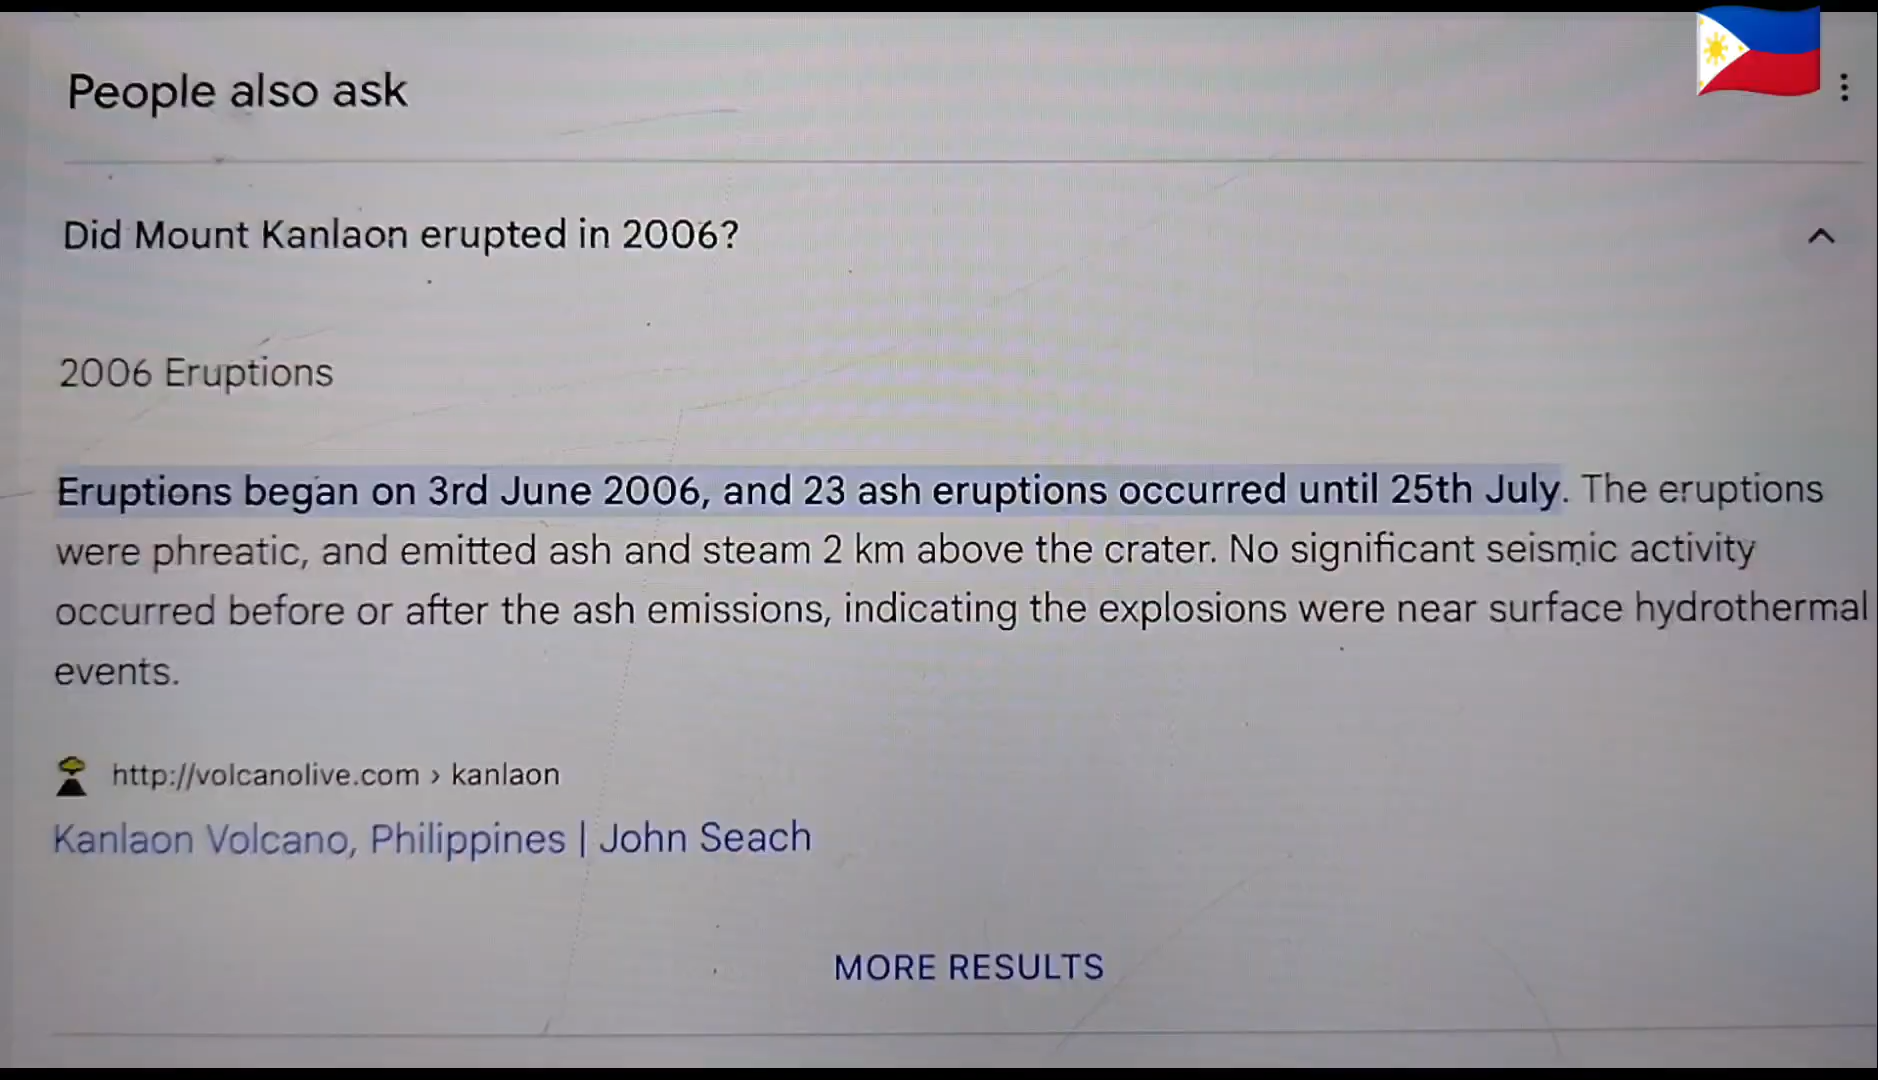 People also ask
Did Mount Kanlaon erupted in 2006?
2006 Eruptions
Eruptions began on 3rd June 2006, and 23 ash eruptions occurred until 25th July. The eruptions
were phreatic, and emitted ash and steam 2 km above the crater. No significant seismic activity
occurred before or after the ash emissions, indicating the explosions were near surface hydrothermal
events.
http://volcanolive.com › kanlaon
Kanlaon Volcano, Philippines | John Seach
MORE RESULTS